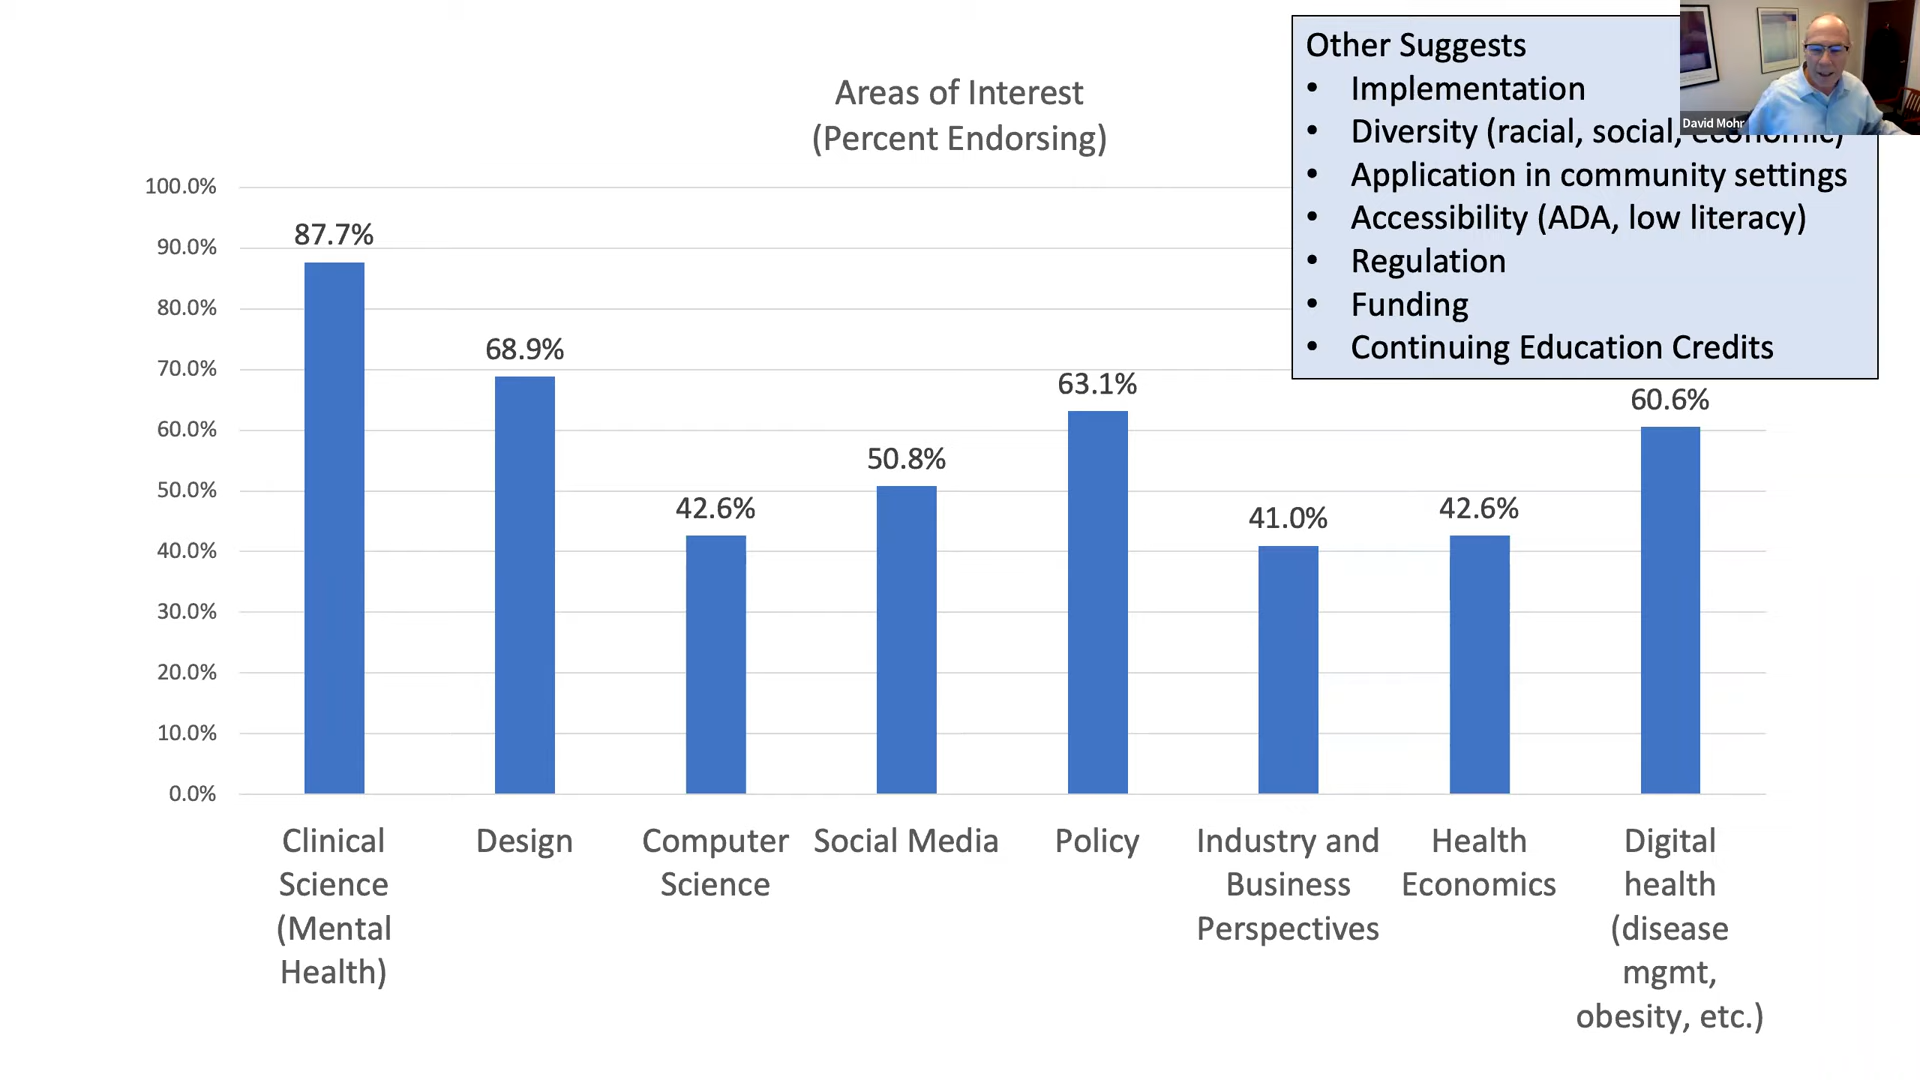 Areas of Interest
(Percent Endorsing)
Other Suggests
• Implementation
• Diversity (racial, social, economic)
• Application in community settings
• Accessibility (ADA, low literacy)
• Regulation
• Funding
• Continuing Education Credits
David Mohr
100.0%
90.0%
80.0%
70.0%
60.0%
50.0%
40.0%
30.0%
20.0%
10.0%
0.0%
87.7%
68.9%
42.6%
50.8%
63.1%
41.0%
42.6%
60.6%
Clinical
Science
(Mental
Health)
Design
Computer
Science
Social Media
Policy
Industry and
Business
Perspectives
Health
Economics
Digital
health
(disease
mgmt,
obesity, etc.)